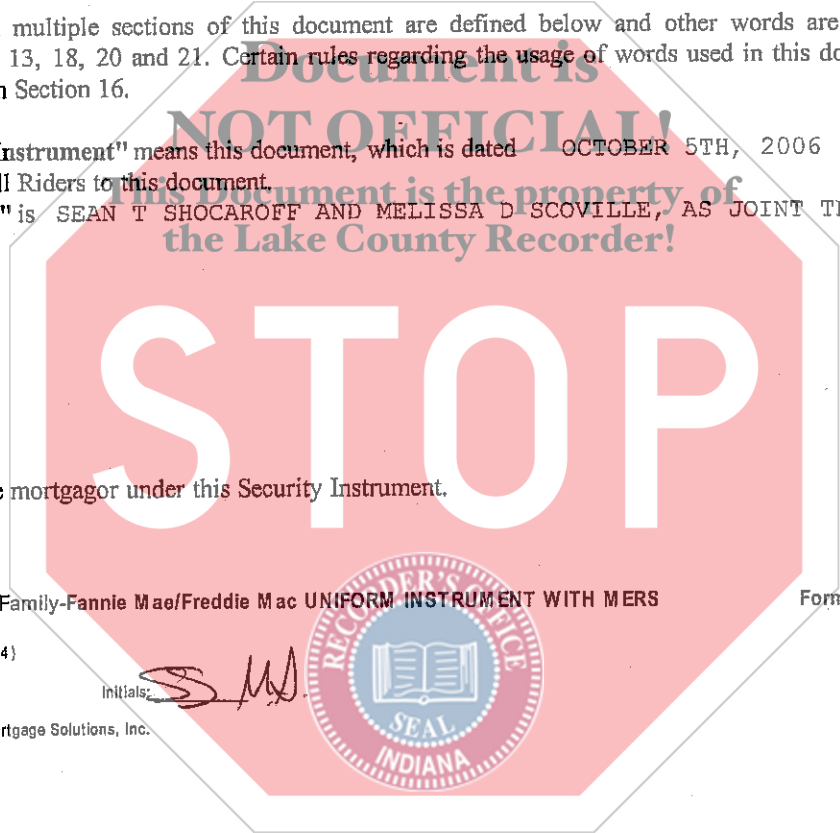 multiple sections of this document are defined below and other words are
13, 18, 20 and 21. Certain rules regarding the usage of words used in this do
n Section 16.
Document is
NOT OFFICIAL!
Instrument" means this document, which is dated OCTOBER 5TH, 2006
ll Riders to this document.
This Document is the property of
" is SEAN T SHOCAROFF AND MELISSA D SCOVILLE, AS JOINT TE
the Lake County Recorder!
STOP
e mortgagor under this Security Instrument.
Family-Fannie Mae/Freddie Mac UNIFORM INSTRUMENT WITH MERS Form
4)
Initials: SS MDS.
rtgage Solutions, Inc.
RECORDER'S OFFICE
SEAL
INDIANA